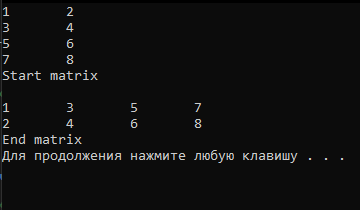 1 2
3 4
5 6
7 8
Start matrix
1 3 5 7
2 4 6 8
End matrix
Для продолжения нажмите любую клавишу . . .